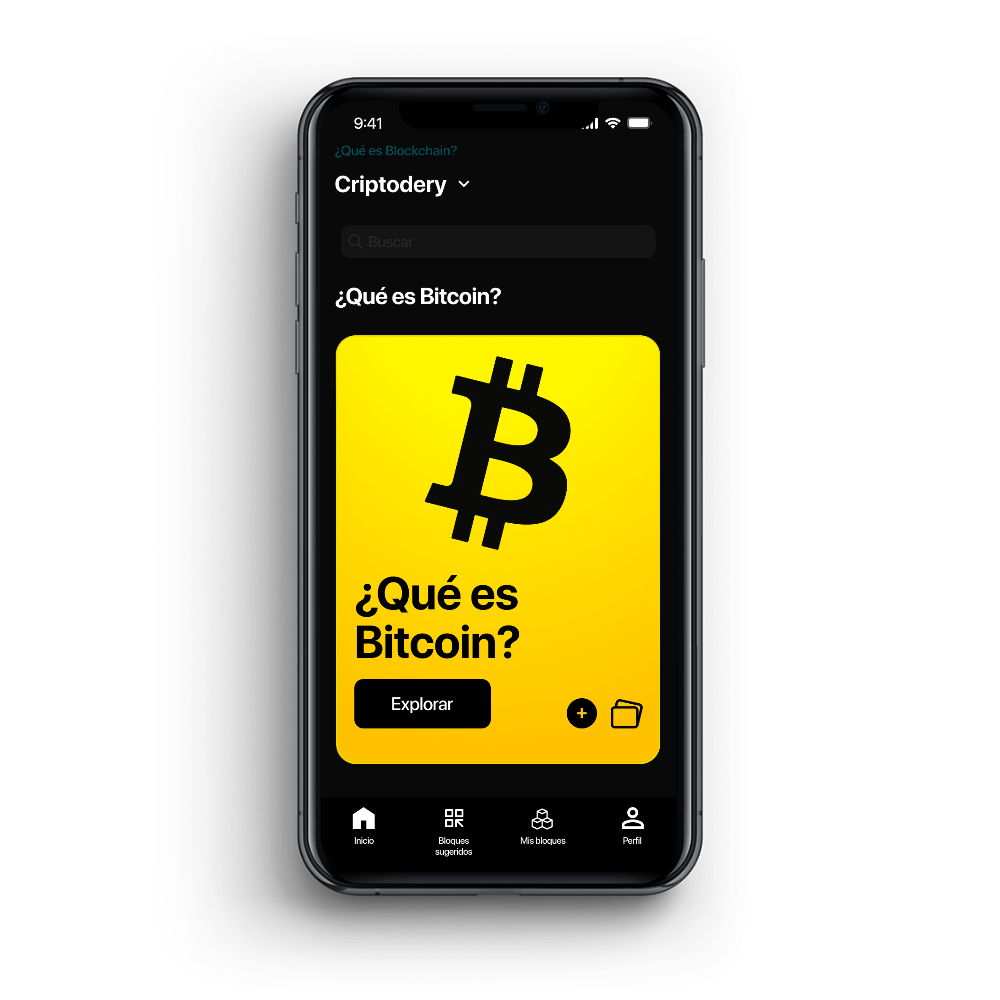 9:41
¿Qué es Blockchain?
Criptodery
Buscar
¿Qué es Bitcoin?
¿Qué es
Bitcoin?
Explorar
Inicio
Bloques
sugeridos
Mis bloques
Perfil